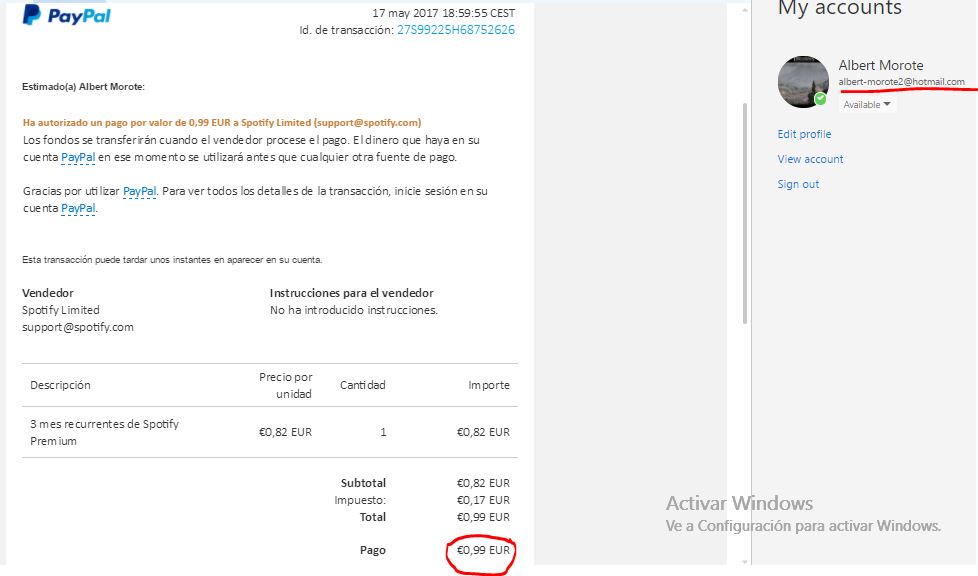 PayPal
17 may 2017 18:59:55 CEST
Id. de transacción: 27S99225H68752626
Estimado(a) Albert Morote:
Ha autorizado un pago por valor de 0,99 EUR a Spotify Limited (support@spotify.com)
Los fondos se transferirán cuando el vendedor procese el pago. El dinero que haya en su
cuenta PayPal en ese momento se utilizará antes que cualquier otra fuente de pago.
Gracias por utilizar PayPal. Para ver todos los detalles de la transacción, inicie sesión en su
cuenta PayPal.
Esta transacción puede tardar unos instantes en aparecer en su cuenta.
Vendedor
Spotify Limited
support@spotify.com
Instrucciones para el vendedor
No ha introducido instrucciones.
Descripción Precio por unidad Cantidad Importe
3 mes recurrentes de Spotify
Premium
€0,82 EUR 1 €0,82 EUR
Subtotal €0,82 EUR
Impuesto: €0,17 EUR
Total €0,99 EUR
Pago €0,99 EUR
My accounts
Albert Morote
albert-morote2@hotmail.com
Available
Edit profile
View account
Sign out
Activar Windows
Ve a Configuración para activar Windows.